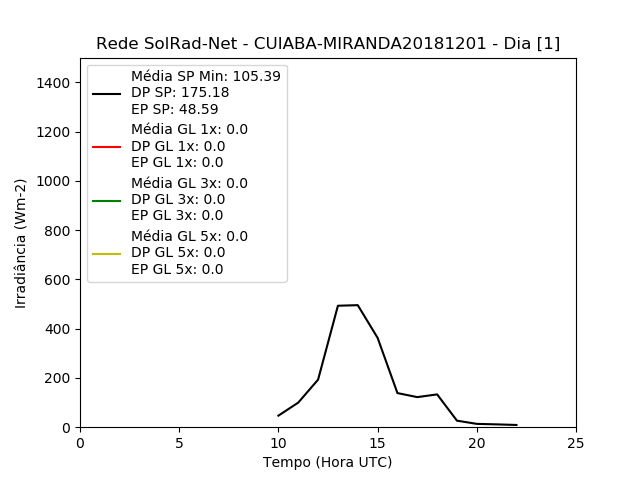 Rede SolRad-Net - CUIABA-MIRANDA20181201 - Dia [1]
Média SP Min: 105.39
DP SP: 175.18
EP SP: 48.59
Média GL 1x: 0.0
DP GL 1x: 0.0
EP GL 1x: 0.0
Média GL 3x: 0.0
DP GL 3x: 0.0
EP GL 3x: 0.0
Média GL 5x: 0.0
DP GL 5x: 0.0
EP GL 5x: 0.0
Irradiância (Wm-2)
1400
1200
1000
800
600
400
200
0
0 5 10 15 20 25
Tempo (Hora UTC)